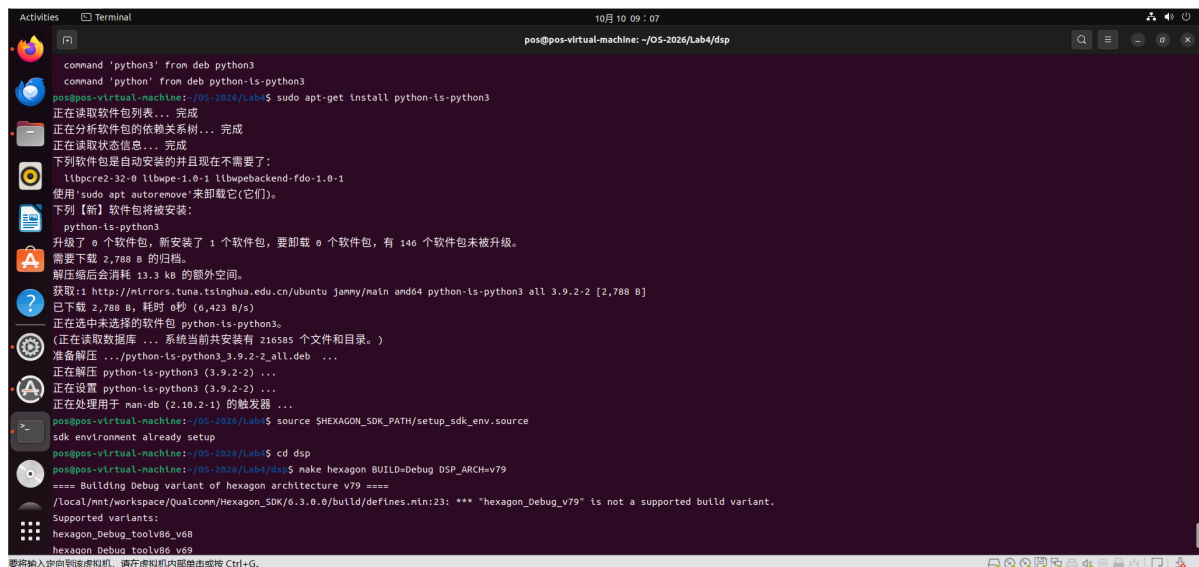 Activities
Terminal
10月 10 09：07
pos@pos-virtual-machine: ~/OS-2026/Lab4/dsp
command 'python3' from deb python3
command 'python' from deb python-is-python3
pos@pos-virtual-machine:~/OS-2026/Lab4$ sudo apt-get install python-is-python3
正在读取软件包列表... 完成
正在分析软件包的依赖关系树... 完成
正在读取状态信息... 完成
下列软件包是自动安装的并且现在不需要了：
libpcre2-32-0 libwpe-1.0-1 libwpebackend-fdo-1.0-1
使用'sudo apt autoremove'来卸载它(它们)。
下列【新】软件包将被安装：
python-is-python3
升级了 0 个软件包，新安装了 1 个软件包，要卸载 0 个软件包，有 146 个软件包未被升级。
需要下载 2,788 B 的归档。
解压缩后会消耗 13.3 kB 的额外空间。
获取:1 http://mirrors.tuna.tsinghua.edu.cn/ubuntu jammy/main amd64 python-is-python3 all 3.9.2-2 [2,788 B]
已下载 2,788 B，耗时 0秒 (6,423 B/s)
正在选中未选择的软件包 python-is-python3。
(正在读取数据库 ... 系统当前共安装有 216585 个文件和目录。)
准备解压 .../python-is-python3_3.9.2-2_all.deb ...
正在解压 python-is-python3 (3.9.2-2) ...
正在设置 python-is-python3 (3.9.2-2) ...
正在处理用于 man-db (2.10.2-1) 的触发器 ...
pos@pos-virtual-machine:~/OS-2026/Lab4$ source $HEXAGON_SDK_PATH/setup_sdk_env.source
sdk environment already setup
pos@pos-virtual-machine:~/OS-2026/Lab4$ cd dsp
pos@pos-virtual-machine:~/OS-2026/Lab4/dsp$ make hexagon BUILD=Debug DSP_ARCH=v79
==== Building Debug variant of hexagon architecture v79 ====
/local/mnt/workspace/Qualcomm/Hexagon_SDK/6.3.0.0/build/defines.min:23: *** "hexagon_Debug_v79" is not a supported build variant.
Supported variants:
hexagon_Debug_toolv86_v68
hexagon_Debug_toolv86_v69
要将输入定向到该虚拟机，请在虚拟机内部单击或按 Ctrl+G。